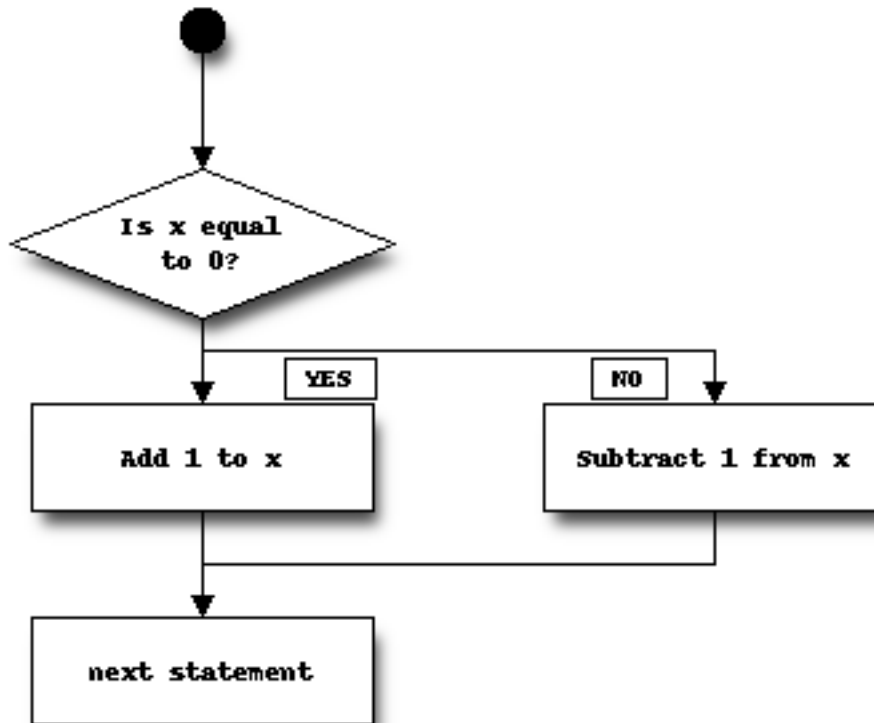 Is x equal
to 0?
YES
NO
Add 1 to x
Subtract 1 from x
next statement